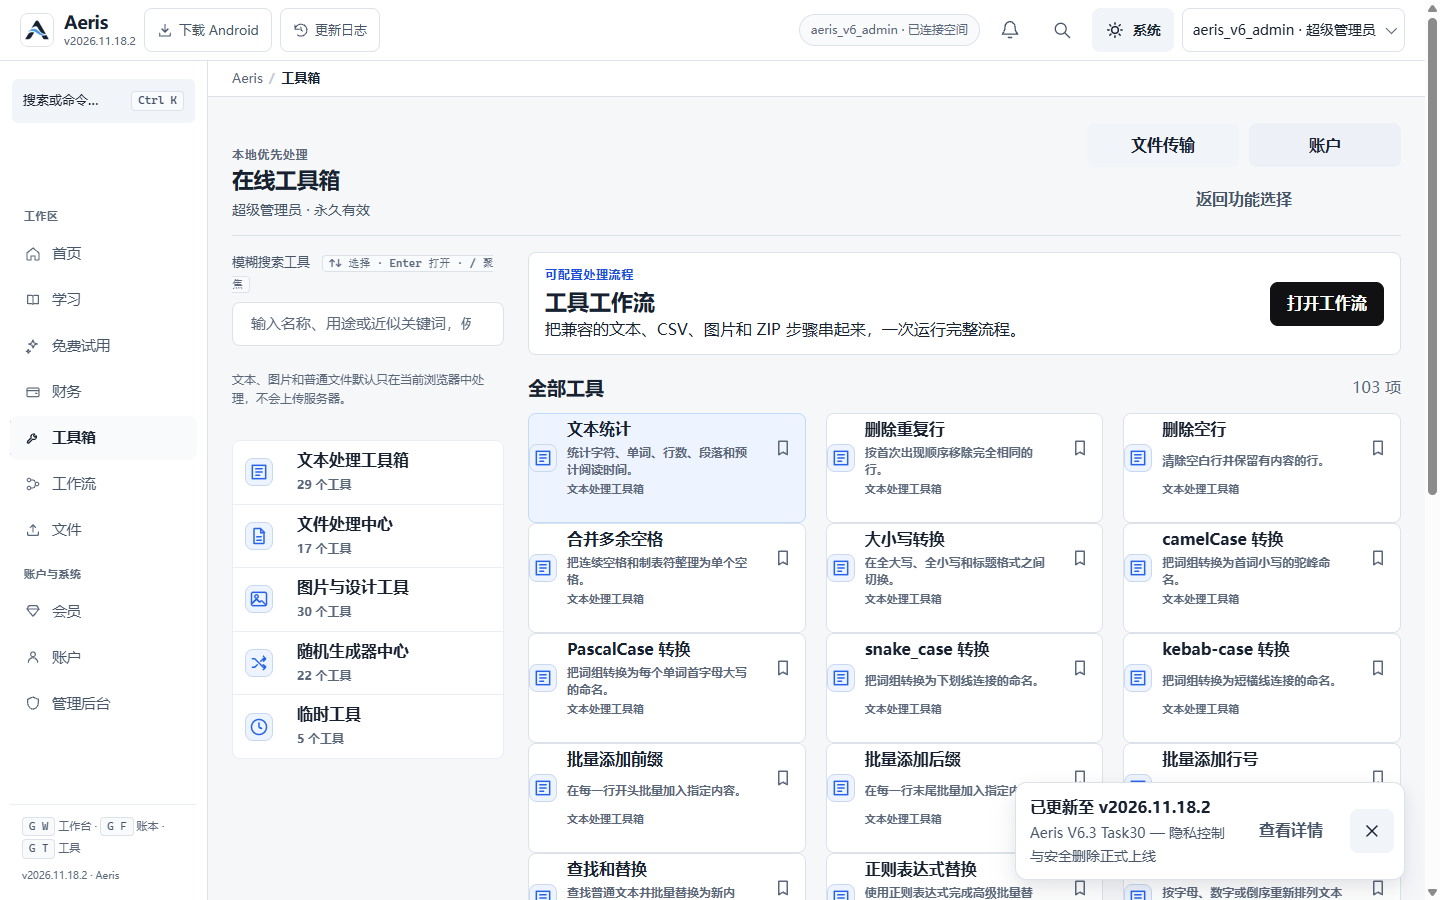 Aeris
v2026.11.18.2
下载 Android
更新日志
aeris_v6_admin · 已连接空间
系统
aeris_v6_admin · 超级管理员
搜索或命令...
Ctrl K
Aeris / 工具箱
工作区
首页
学习
免费试用
财务
工具箱
工作流
文件
账户与系统
会员
账户
管理后台
G W 工作台 · G F 账本 ·
G T 工具
v2026.11.18.2 · Aeris
本地优先处理
在线工具箱
超级管理员 · 永久有效
文件传输
账户
返回功能选择
模糊搜索工具 ↑↓ 选择 · Enter 打开 · / 聚
焦
输入名称、用途或近似关键词，例
文本、图片和普通文件默认只在当前浏览器中处
理，不会上传服务器。
文本处理工具箱
29 个工具
文件处理中心
17 个工具
图片与设计工具
30 个工具
随机生成器中心
22 个工具
临时工具
5 个工具
可配置处理流程
工具工作流
把兼容的文本、CSV、图片和 ZIP 步骤串起来，一次运行完整流程。
打开工作流
全部工具
103 项
文本统计
统计字符、单词、行数、段落和预
计阅读时间。
文本处理工具箱
删除重复行
按首次出现顺序移除完全相同的
行。
文本处理工具箱
删除空行
清除空白行并保留有内容的行。
文本处理工具箱
合并多余空格
把连续空格和制表符整理为单个空
格。
文本处理工具箱
大小写转换
在全大写、全小写和标题格式之间
切换。
文本处理工具箱
camelCase 转换
把词组转换为首词小写的驼峰命
名。
文本处理工具箱
PascalCase 转换
把词组转换为每个单词首字母大写
的命名。
文本处理工具箱
snake_case 转换
把词组转换为下划线连接的命名。
文本处理工具箱
kebab-case 转换
把词组转换为短横线连接的命名。
文本处理工具箱
批量添加前缀
在每一行开头批量加入指定内容。
文本处理工具箱
批量添加后缀
在每一行末尾批量加入指定内
文本处理工具箱
批量添加行号
查找和替换
查找普通文本并批量替换为新内
正则表达式替换
使用正则表达式完成高级批量替
按字母、数字或倒序重新排列文本
已更新至 v2026.11.18.2
Aeris V6.3 Task30 — 隐私控制
与安全删除正式上线
查看详情